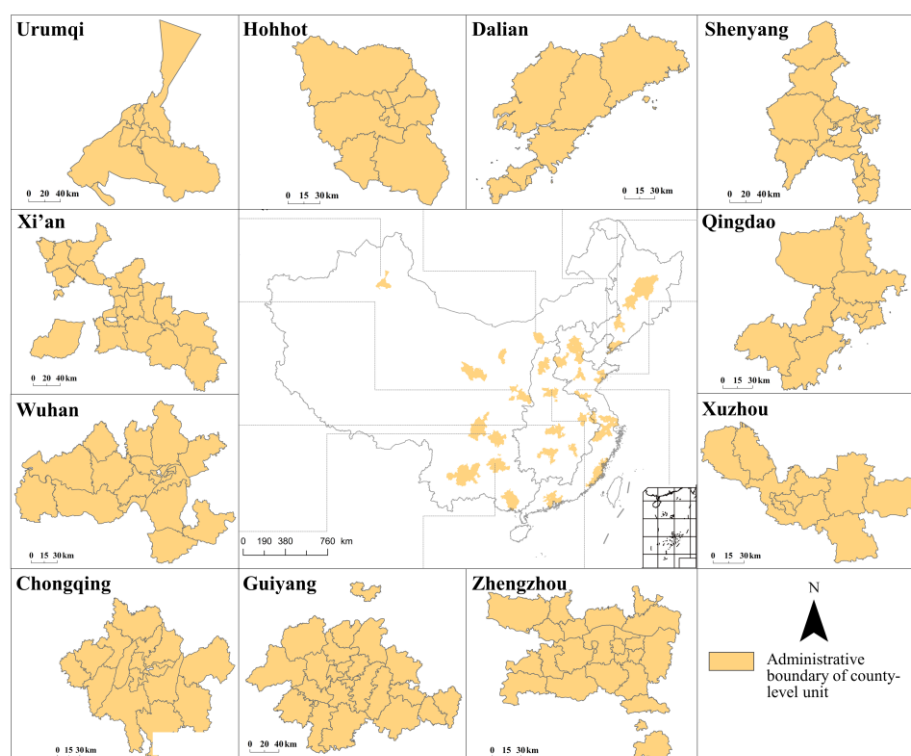 Urumqi
0 20 40 km
Hohhot
0 15 30 km
Dalian
0 15 30 km
Shenyang
0 20 40 km
Xi'an
0 20 40 km
Qingdao
0 15 30 km
Wuhan
0 15 30 km
0 190 380 760 km
Xuzhou
0 15 30 km
Chongqing
0 15 30 km
Guiyang
0 20 40 km
Zhengzhou
0 15 30 km
N
Administrative
boundary of county-
level unit